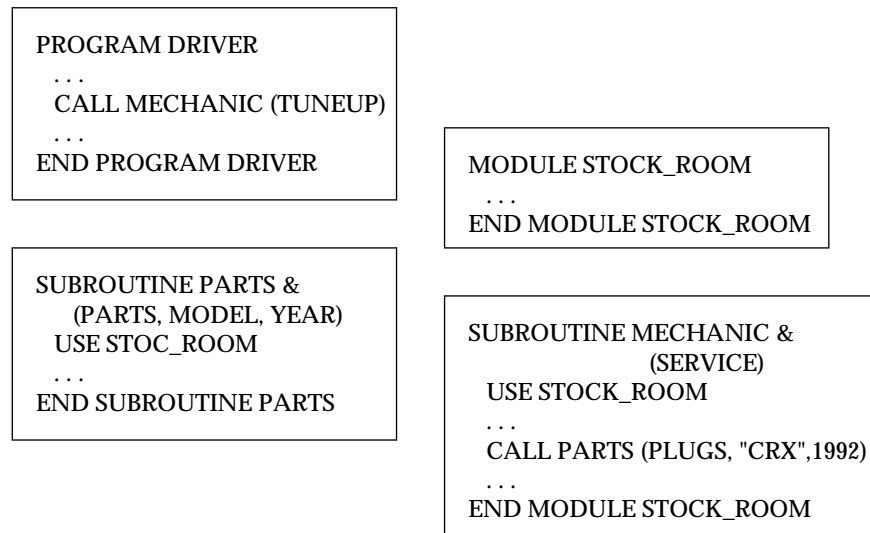 PROGRAM DRIVER
. . .
CALL MECHANIC (TUNEUP)
. . .
END PROGRAM DRIVER
MODULE STOCK_ROOM
. . .
END MODULE STOCK_ROOM
SUBROUTINE PARTS &
(PARTS, MODEL, YEAR)
USE STOC_ROOM
. . .
END SUBROUTINE PARTS
SUBROUTINE MECHANIC &
(SERVICE)
USE STOCK_ROOM
. . .
CALL PARTS (PLUGS, "CRX",1992)
. . .
END MODULE STOCK_ROOM